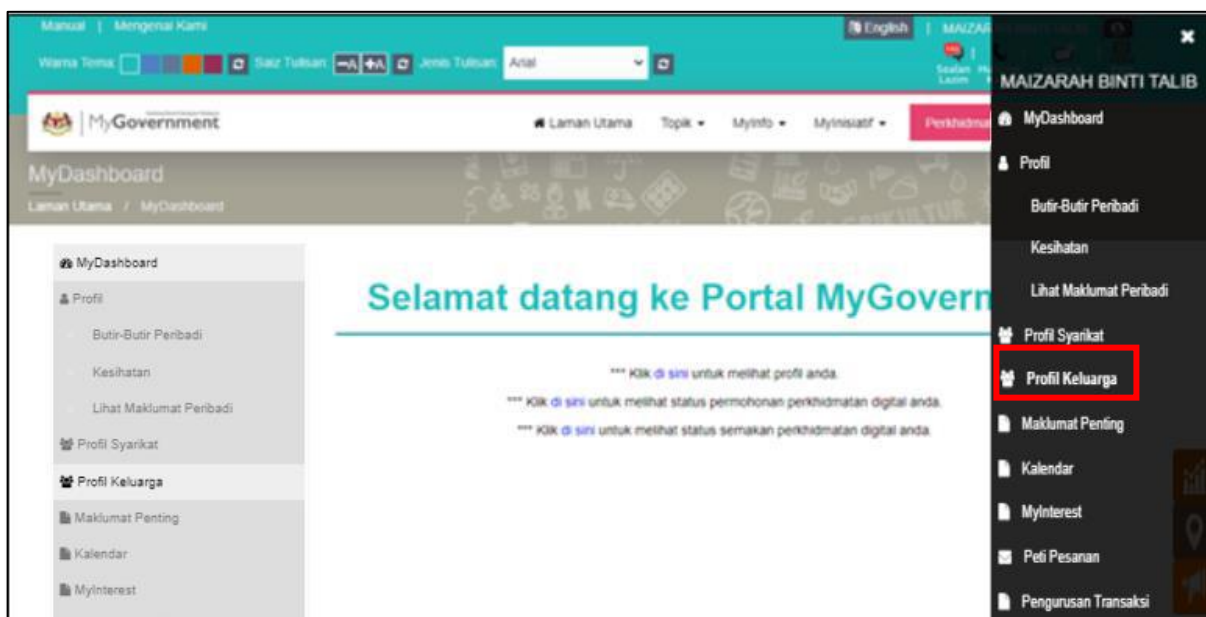 Manual | Mengenai Kami
English | MAIZAR
Warna Tema: Saiz Tulisan: -A +A Jenis Tulisan: Arial
Soalan
Lazim
MyGovernment
Laman Utama Topik MyInfo MyInisiatif Perkhidmat
MyDashboard
Laman Utama / MyDashboard
MyDashboard
Profil
Butir-Butir Peribadi
Kesihatan
Lihat Maklumat Peribadi
Profil Syarikat
Profil Keluarga
Maklumat Penting
Kalendar
MyInterest
Selamat datang ke Portal MyGovern
*** Klik di sini untuk melihat profil anda.
*** Klik di sini untuk melihat status permohonan perkhidmatan digital anda.
*** Klik di sini untuk melihat status semakan perkhidmatan digital anda.
MAIZARAH BINTI TALIB
MyDashboard
Profil
Butir-Butir Peribadi
Kesihatan
Lihat Maklumat Peribadi
Profil Syarikat
Profil Keluarga
Maklumat Penting
Kalendar
MyInterest
Peti Pesanan
Pengurusan Transaksi